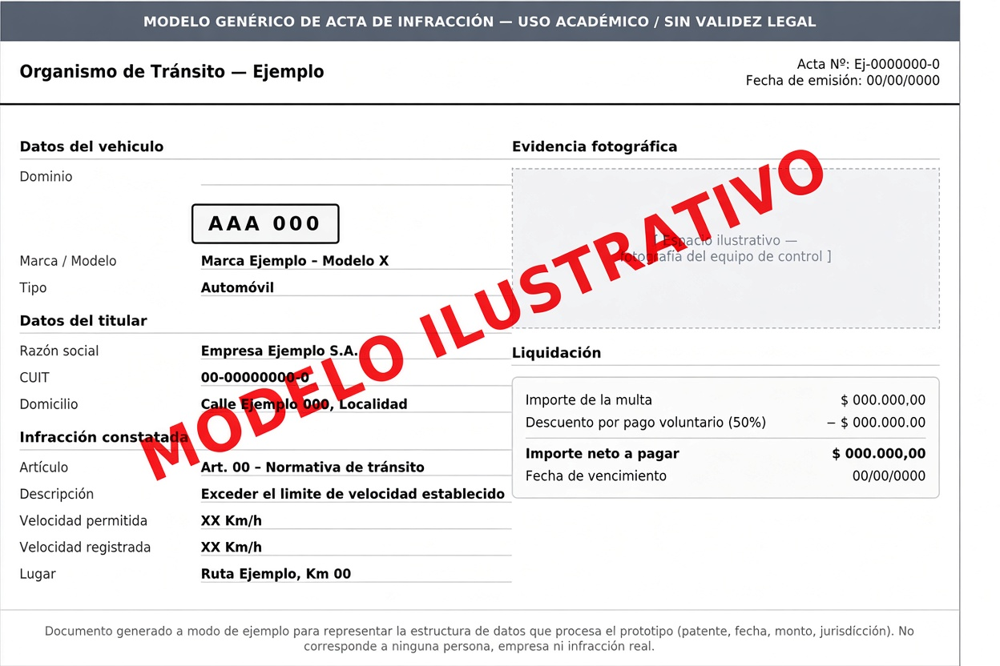 MODELO GENÉRICO DE ACTA DE INFRACCIÓN — USO ACADÉMICO / SIN VALIDEZ LEGAL
Organismo de Tránsito — Ejemplo
Acta Nº: Ej-0000000-0
Fecha de emisión: 00/00/0000
Datos del vehiculo
Dominio
AAA 000
Marca / Modelo Marca Ejemplo – Modelo X
Tipo Automóvil
Datos del titular
Razón social Empresa Ejemplo S.A.
CUIT 00-00000000-0
Domicilio Calle Ejemplo 000, Localidad
Infracción constatada
Artículo Art. 00 – Normativa de tránsito
Descripción Exceder el limite de velocidad establecido
Velocidad permitida XX Km/h
Velocidad registrada XX Km/h
Lugar Ruta Ejemplo, Km 00
Evidencia fotográfica
[ Espacio ilustrativo —
fotografía del equipo de control ]
Liquidación
Importe de la multa $ 000.000,00
Descuento por pago voluntario (50%) − $ 000.000.00
Importe neto a pagar $ 000.000,00
Fecha de vencimiento 00/00/0000
MODELO ILUSTRATIVO
Documento generado a modo de ejemplo para representar la estructura de datos que procesa el prototipo (patente, fecha, monto, jurisdícción). No
corresponde a ninguna persona, empresa ni infracción real.